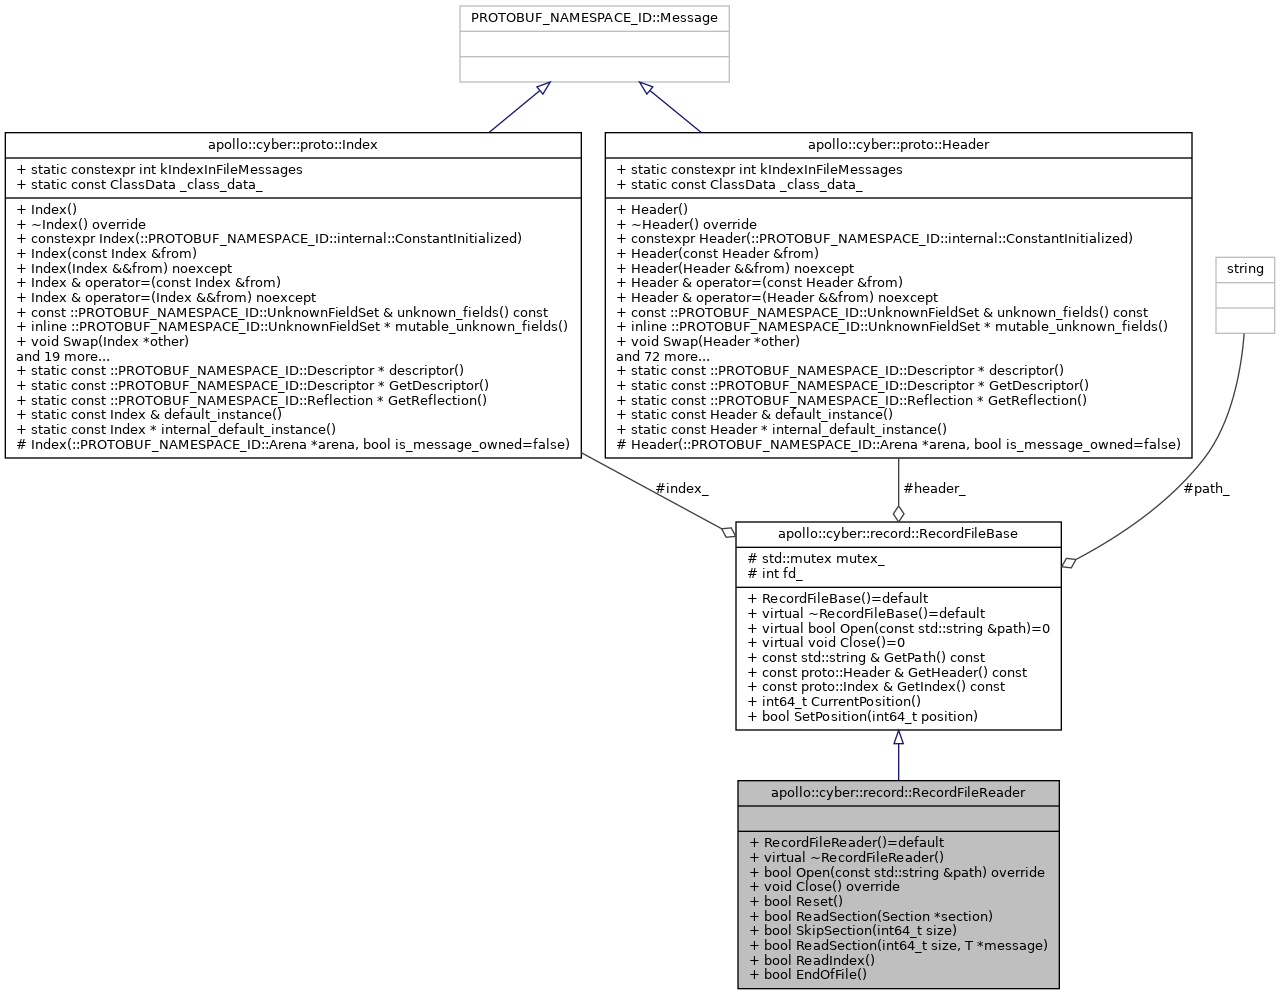 PROTOBUF_NAMESPACE_ID::Message
apollo::cyber::proto::Index
+ static constexpr int kIndexInFileMessages
+ static const ClassData _class_data_
+ Index()
+ ~Index() override
+ constexpr Index(::PROTOBUF_NAMESPACE_ID::internal::ConstantInitialized)
+ Index(const Index &from)
+ Index(Index &&from) noexcept
+ Index & operator=(const Index &from)
+ Index & operator=(Index &&from) noexcept
+ const ::PROTOBUF_NAMESPACE_ID::UnknownFieldSet & unknown_fields() const
+ inline ::PROTOBUF_NAMESPACE_ID::UnknownFieldSet * mutable_unknown_fields()
+ void Swap(Index *other)
and 19 more...
+ static const ::PROTOBUF_NAMESPACE_ID::Descriptor * descriptor()
+ static const ::PROTOBUF_NAMESPACE_ID::Descriptor * GetDescriptor()
+ static const ::PROTOBUF_NAMESPACE_ID::Reflection * GetReflection()
+ static const Index & default_instance()
+ static const Index * internal_default_instance()
# Index(::PROTOBUF_NAMESPACE_ID::Arena *arena, bool is_message_owned=false)
apollo::cyber::proto::Header
+ static constexpr int kIndexInFileMessages
+ static const ClassData _class_data_
+ Header()
+ ~Header() override
+ constexpr Header(::PROTOBUF_NAMESPACE_ID::internal::ConstantInitialized)
+ Header(const Header &from)
+ Header(Header &&from) noexcept
+ Header & operator=(const Header &from)
+ Header & operator=(Header &&from) noexcept
+ const ::PROTOBUF_NAMESPACE_ID::UnknownFieldSet & unknown_fields() const
+ inline ::PROTOBUF_NAMESPACE_ID::UnknownFieldSet * mutable_unknown_fields()
+ void Swap(Header *other)
and 72 more...
+ static const ::PROTOBUF_NAMESPACE_ID::Descriptor * descriptor()
+ static const ::PROTOBUF_NAMESPACE_ID::Descriptor * GetDescriptor()
+ static const ::PROTOBUF_NAMESPACE_ID::Reflection * GetReflection()
+ static const Header & default_instance()
+ static const Header * internal_default_instance()
# Header(::PROTOBUF_NAMESPACE_ID::Arena *arena, bool is_message_owned=false)
string
#index_
#header_
#path_
apollo::cyber::record::RecordFileBase
# std::mutex mutex_
# int fd_
+ RecordFileBase()=default
+ virtual ~RecordFileBase()=default
+ virtual bool Open(const std::string &path)=0
+ virtual void Close()=0
+ const std::string & GetPath() const
+ const proto::Header & GetHeader() const
+ const proto::Index & GetIndex() const
+ int64_t CurrentPosition()
+ bool SetPosition(int64_t position)
apollo::cyber::record::RecordFileReader
+ RecordFileReader()=default
+ virtual ~RecordFileReader()
+ bool Open(const std::string &path) override
+ void Close() override
+ bool Reset()
+ bool ReadSection(Section *section)
+ bool SkipSection(int64_t size)
+ bool ReadSection(int64_t size, T *message)
+ bool ReadIndex()
+ bool EndOfFile()